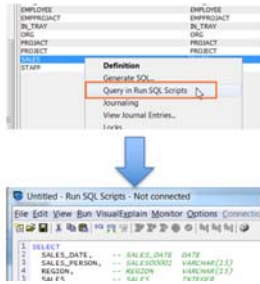 EMPLOYEE EMPLOYEE
EMPPROJACT EMPPROJACT
IN_TRAY IN_TRAY
ORG ORG
PROJACT PROJACT
PROJECT PROJECT
SALES SALES
STAFF
Definition
Generate SQL...
Query in Run SQL Scripts
Journaling
View Journal Entries...
Locks
Untitled - Run SQL Scripts - Not connected
File Edit View Run VisualExplain Monitor Options Connection
1 SELECT
2 SALES_DATE, -- SALES_DATE DATE
3 SALES_PERSON, -- SALES00001 VARCHAR(15)
4 REGION, -- REGION VARCHAR(15)
5 SALES -- SALES INTEGER